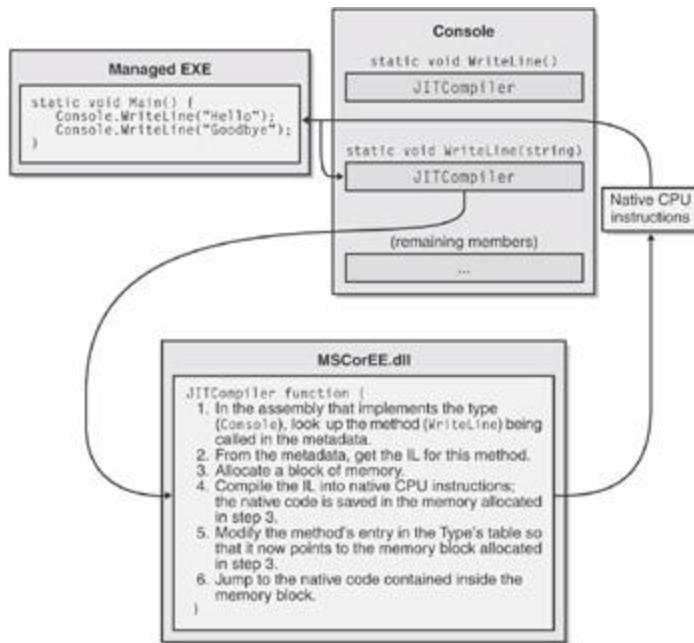 Managed EXE
static void Main() {
Console.WriteLine("Hello");
Console.WriteLine("Goodbye");
}
Console
static void WriteLine()
JITCompiler
static void WriteLine(string)
JITCompiler
(remaining members)
...
Native CPU
instructions
MSCorEE.dll
JITCompiler function {
1. In the assembly that implements the type
(Console), look up the method (WriteLine) being
called in the metadata.
2. From the metadata, get the IL for this method.
3. Allocate a block of memory.
4. Compile the IL into native CPU instructions;
the native code is saved in the memory allocated
in step 3.
5. Modify the method's entry in the Type's table so
that it now points to the memory block allocated
in step 3.
6. Jump to the native code contained inside the
memory block.
}